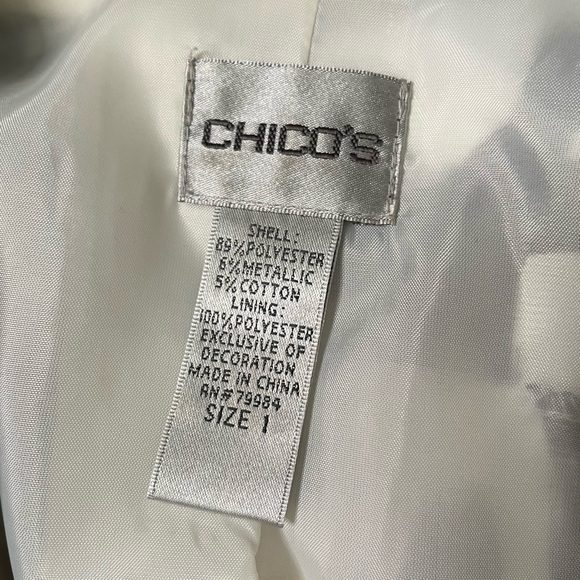 CHICO'S
SHELL:
89%POLYESTER
6%METALLIC
5%COTTON
LINING:
100%POLYESTER
EXCLUSIVE OF
DECORATION
MADE IN CHINA
RN#79984
SIZE 1